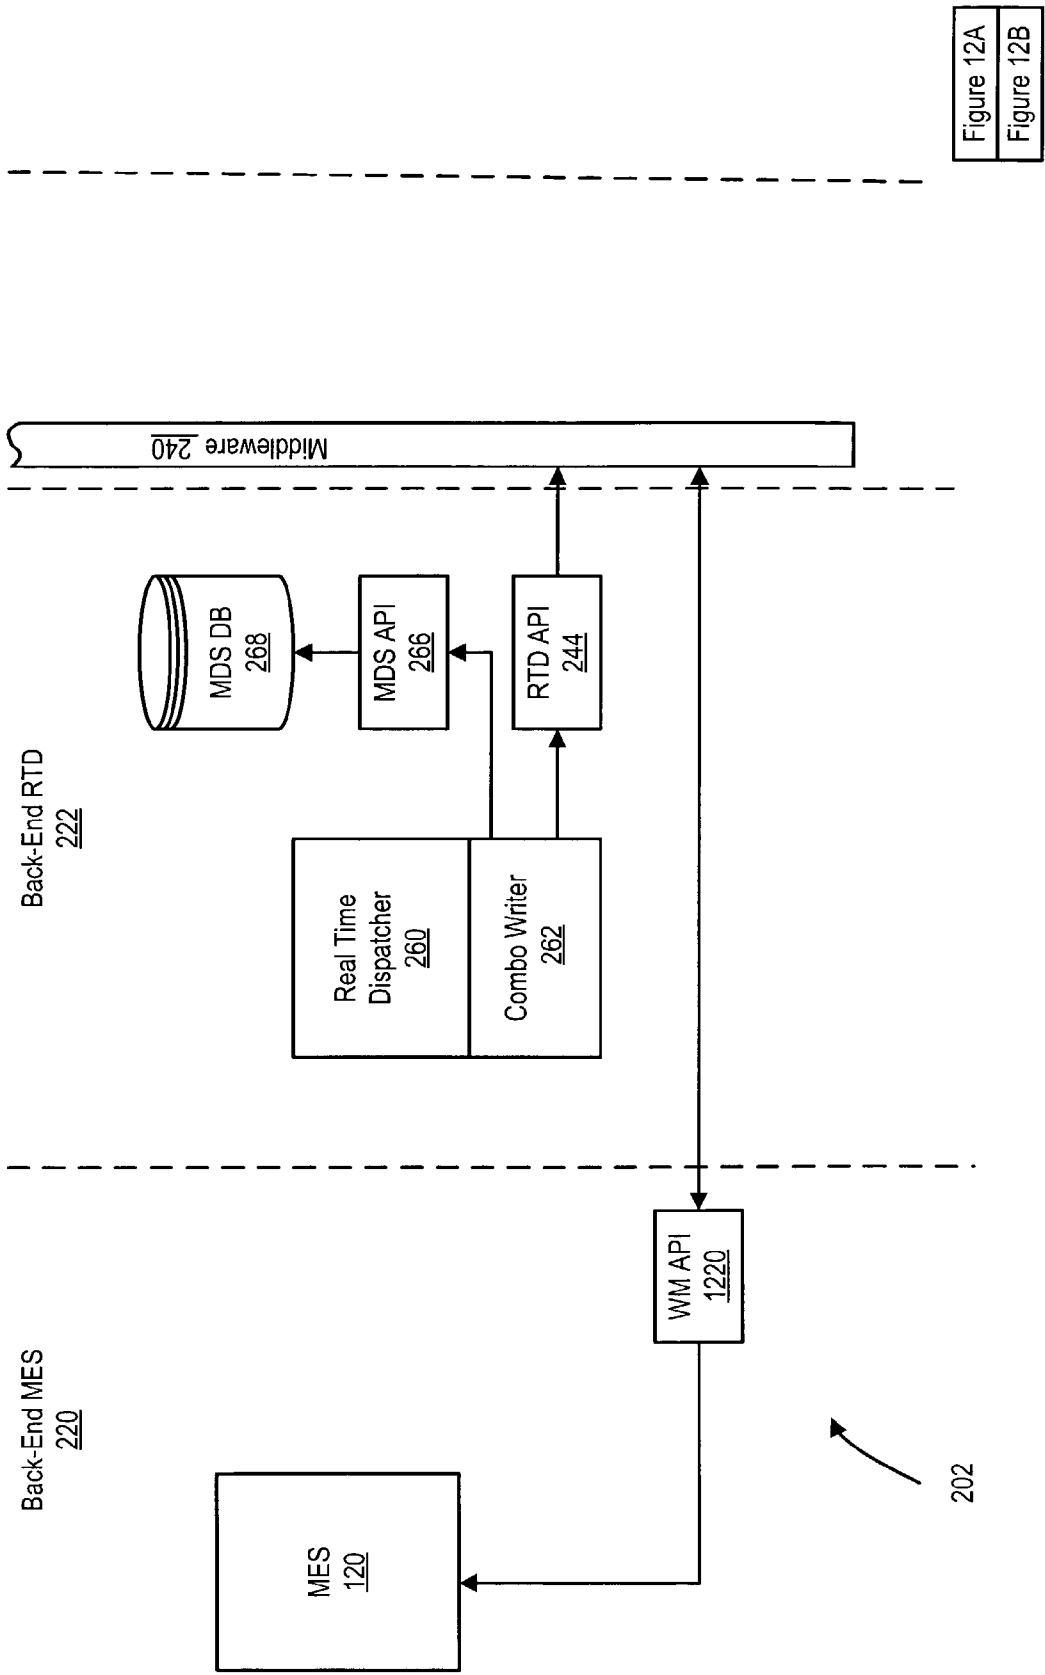 Back-End MES
220
Back-End RTD
222
MES
120
WM API
1220
Real Time
Dispatcher
260
Combo Writer
262
MDS DB
268
MDS API
266
RTD API
244
Middleware 240
202
Figure 12A
Figure 12B